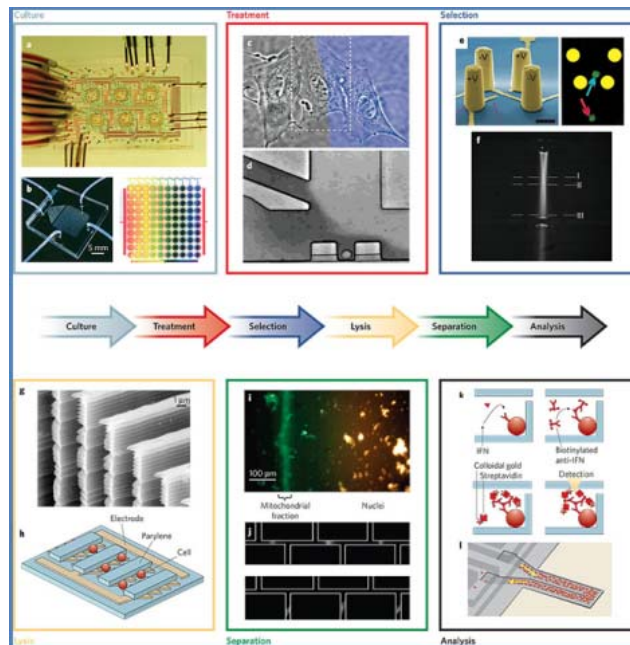 Culture
Treatment
Selection
a
b
5 mm
c
d
e
f
I
II
III
Culture
Treatment
Selection
Lysis
Separation
Analysis
g
1 µm
h
Electrode
Parylene
Cell
i
100 µm
Mitochondrial
fraction
Nuclei
j
k
IFN
Biotinylated
anti-IFN
Colloidal gold
Streptavidin
Detection
l
Lysis
Separation
Analysis